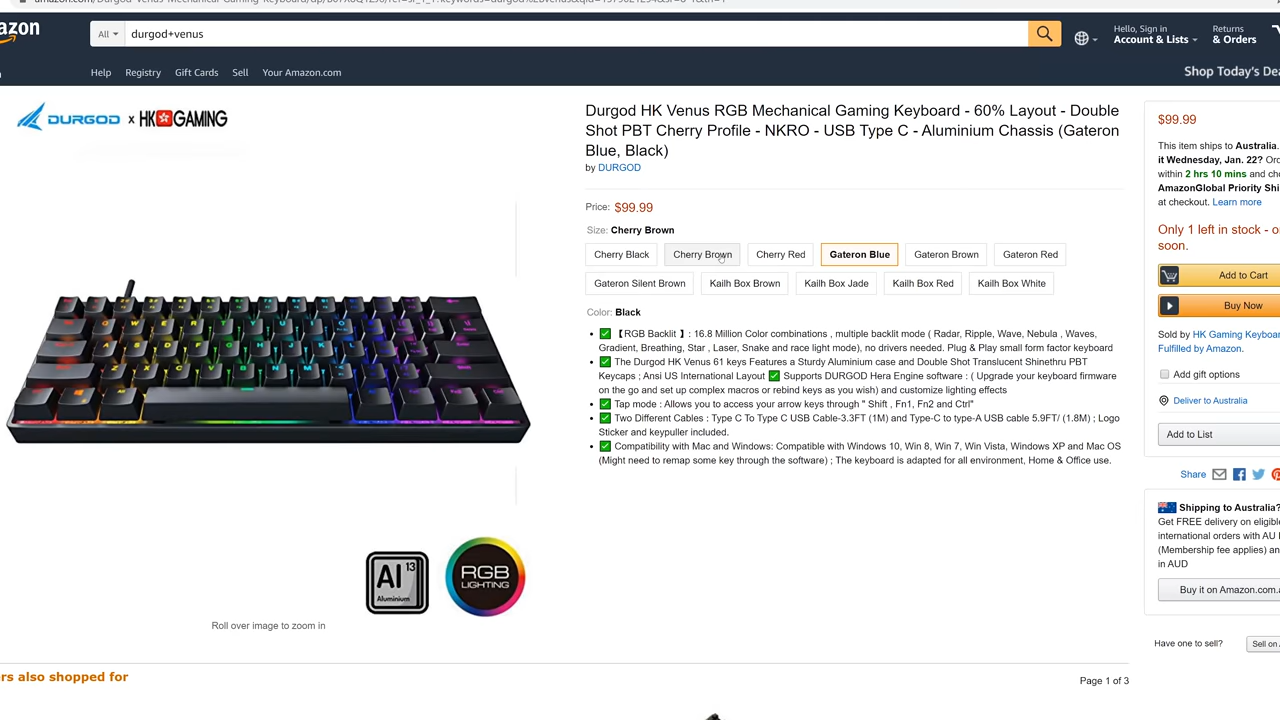 azon
All
durgod+venus
Hello, Sign in
Account & Lists
Returns
& Orders
Help
Registry
Gift Cards
Sell
Your Amazon.com
Shop Today's Dea
DURGOD x HK GAMING
Durgod HK Venus RGB Mechanical Gaming Keyboard - 60% Layout - Double
Shot PBT Cherry Profile - NKRO - USB Type C - Aluminium Chassis (Gateron
Blue, Black)
by DURGOD
Price: $99.99
Size: Cherry Brown
Cherry Black
Cherry Brown
Cherry Red
Gateron Blue
Gateron Brown
Gateron Red
Gateron Silent Brown
Kailh Box Brown
Kailh Box Jade
Kailh Box Red
Kailh Box White
Color: Black
• ✅【RGB Backlit 】: 16.8 Million Color combinations , multiple backlit mode ( Radar, Ripple, Wave, Nebula , Waves,
Gradient, Breathing, Star , Laser, Snake and race light mode), no drivers needed. Plug & Play small form factor keyboard
• ✅ The Durgod HK Venus 61 keys Features a Sturdy Aluminium case and Double Shot Translucent Shinethru PBT
Keycaps ; Ansi US International Layout ✅ Supports DURGOD Hera Engine software : ( Upgrade your keyboard firmware
on the go and set up complex macros or rebind keys as you wish) and customize lighting effects
• ✅ Tap mode : Allows you to access your arrow keys through " Shift , Fn1, Fn2 and Ctrl"
• ✅ Two Different Cables : Type C To Type C USB Cable-3.3FT (1M) and Type-C to type-A USB cable 5.9FT/ (1.8M) ; Logo
Sticker and keypuller included.
• ✅ Compatibility with Mac and Windows: Compatible with Windows 10, Win 8, Win 7, Win Vista, Windows XP and Mac OS
(Might need to remap some key through the software) ; The keyboard is adapted for all environment, Home & Office use.
$99.99
This item ships to Australia.
it Wednesday, Jan. 22? Or
within 2 hrs 10 mins and cho
AmazonGlobal Priority Shi
at checkout. Learn more
Only 1 left in stock - o
soon.
Add to Cart
Buy Now
Sold by HK Gaming Keyboar
Fulfilled by Amazon.
Add gift options
Deliver to Australia
Add to List
Share
Shipping to Australia?
Get FREE delivery on eligible
international orders with AU
(Membership fee applies) an
in AUD
Buy it on Amazon.com.a
Have one to sell?
Sell on
Al 13
Aluminium
RGB
LIGHTING
Roll over image to zoom in
rs also shopped for
Page 1 of 3